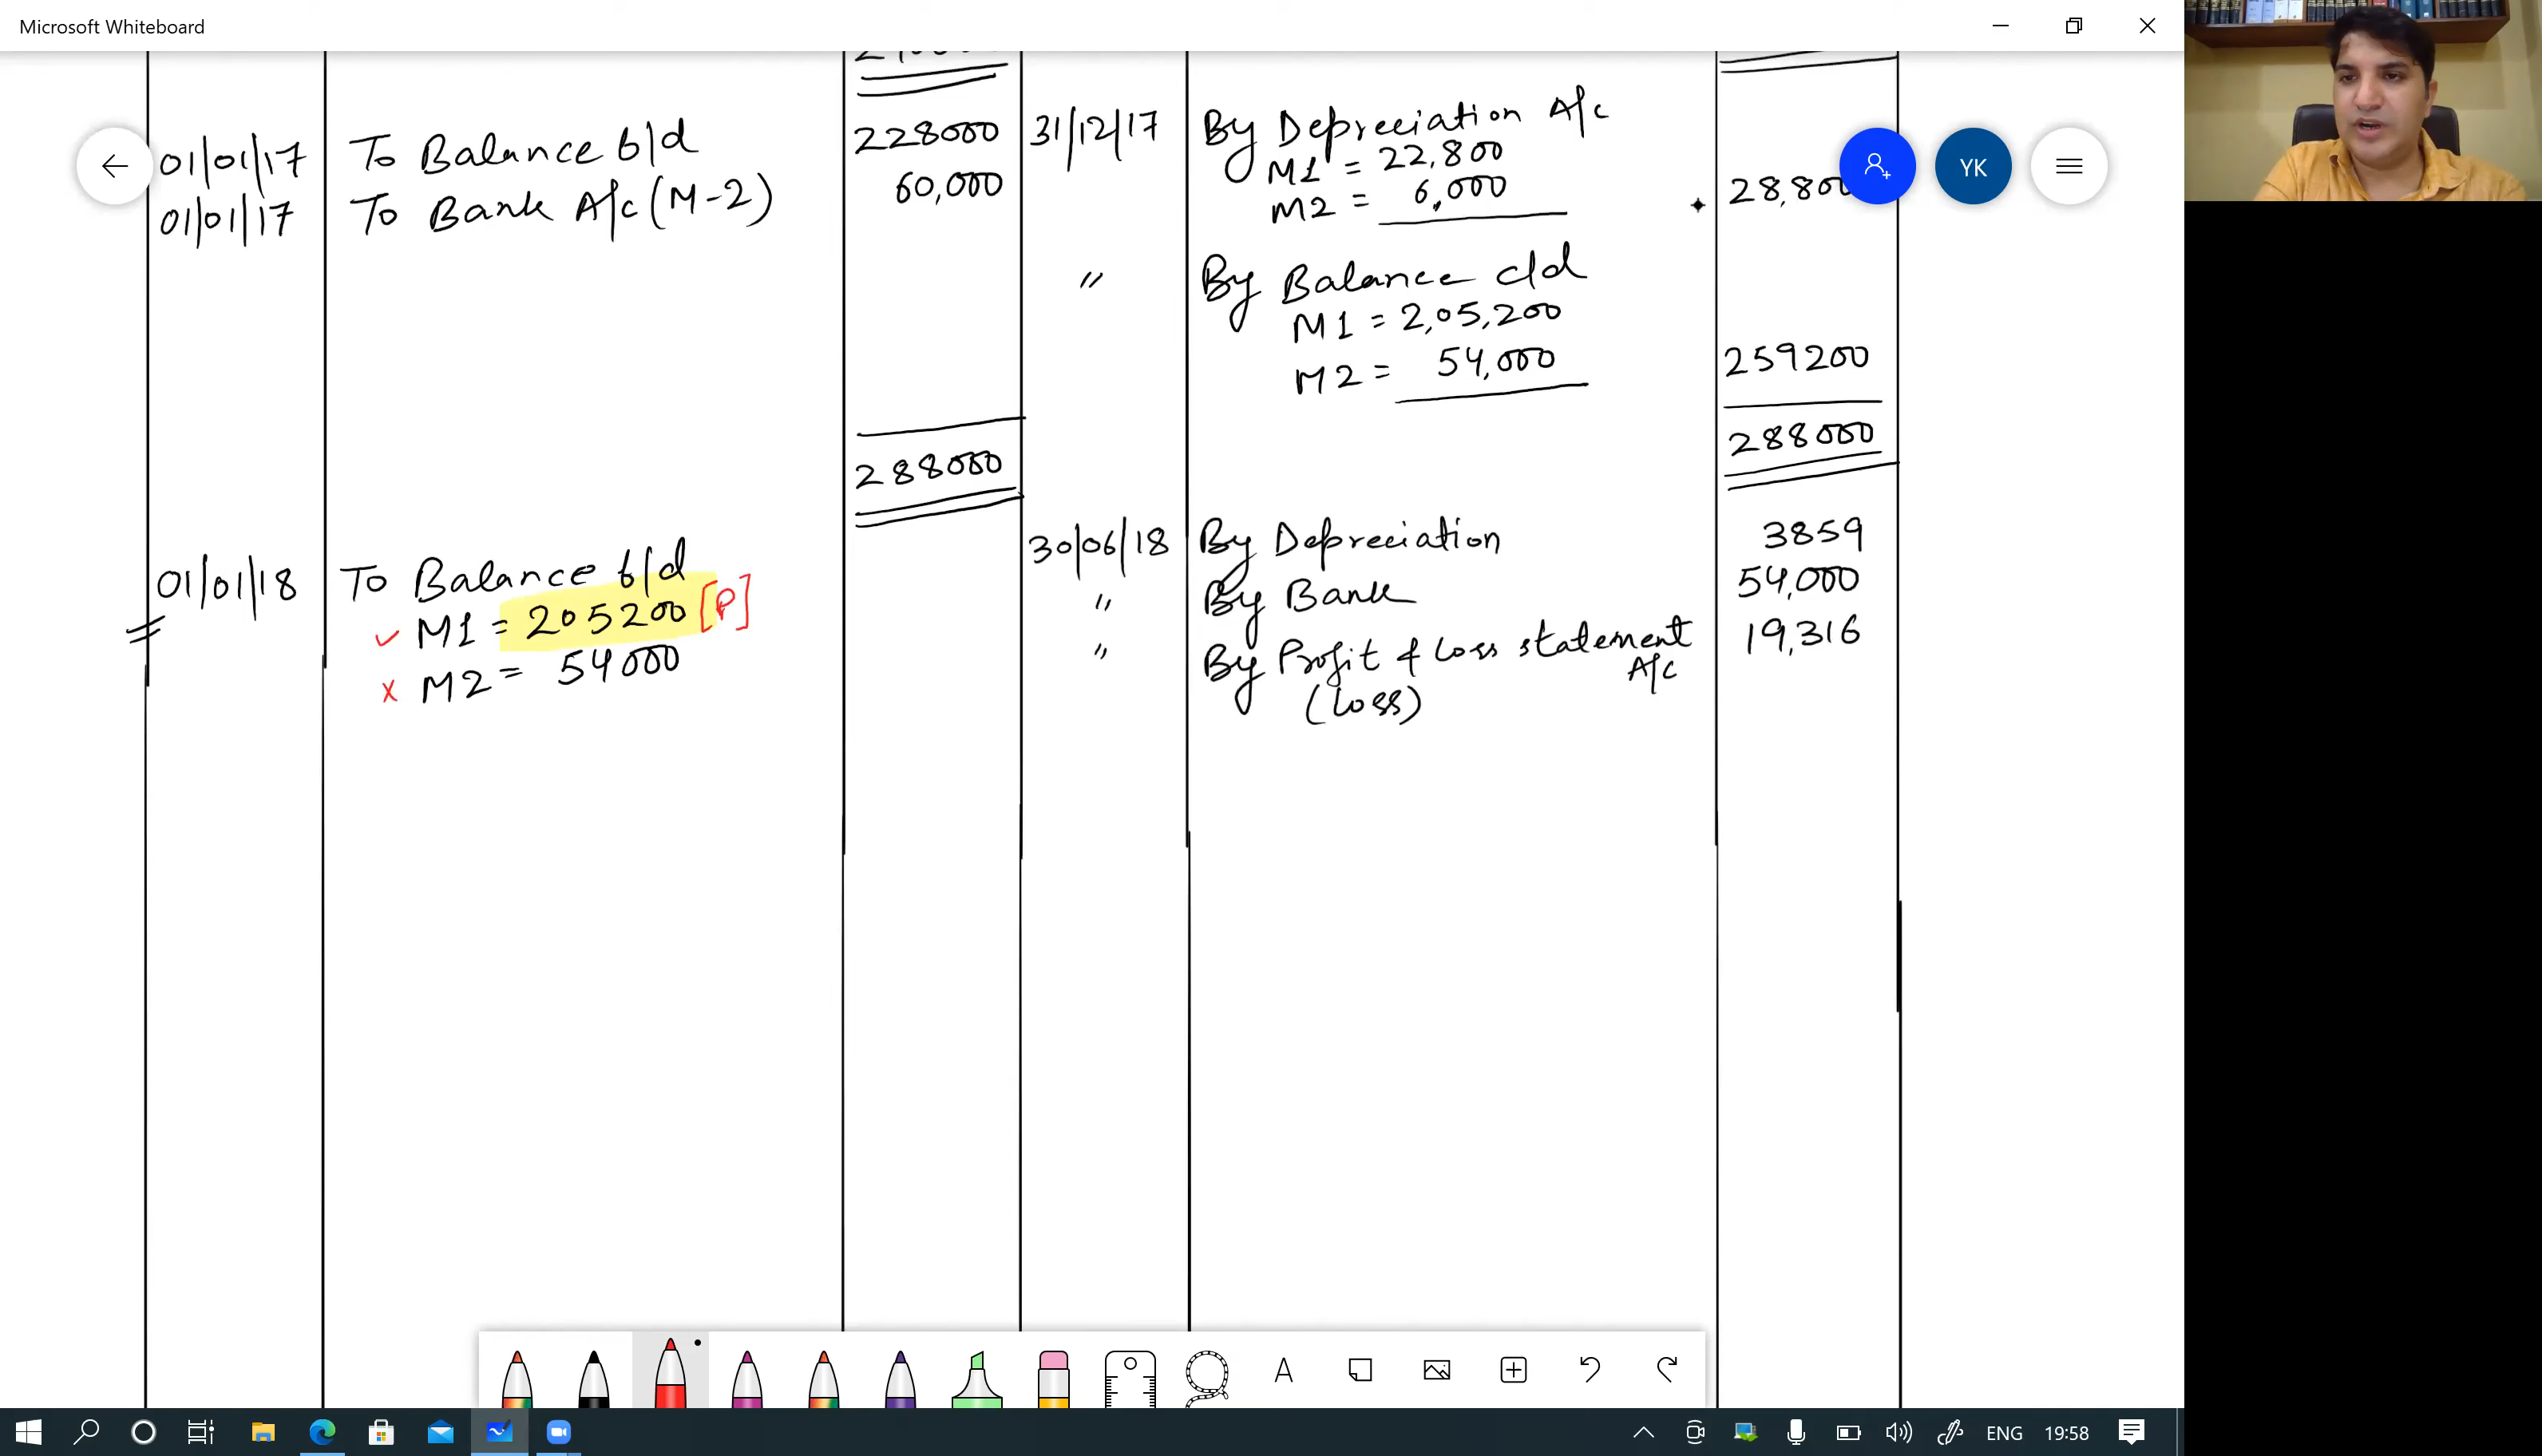 Microsoft Whiteboard
01/01/17 To Balance b/d 228000
01/01/17 To Bank A/c (M-2) 60,000
31/12/17 By Depreciation A/c
M1 = 22,800
M2 = 6,000 28,800
" By Balance c/d
M1 = 2,05,200
M2 = 54,000 259200
288000 288000
01/01/18 To Balance b/d
✓ M1 = 205200 [P]
x M2 = 54000
30/06/18 By Depreciation 3859
" By Bank 54,000
" By Profit & Loss statement A/c 19,316
(Loss)
YK
A
ENG 19:58